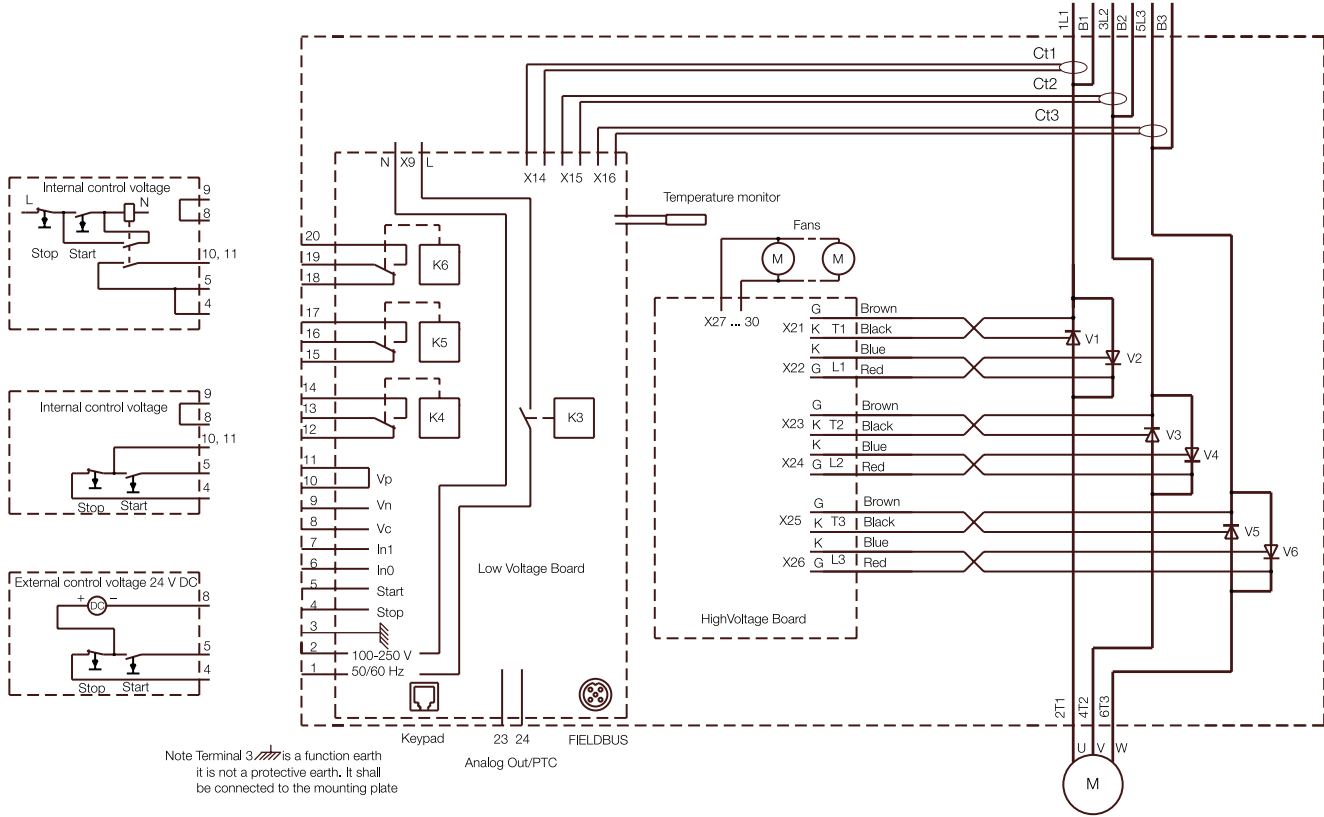 1L1
B1
3L2
B2
5L3
B3
Ct1
Ct2
Ct3
N X9 L
X14 X15 X16
Internal control voltage
L
N
Stop Start
9
8
10, 11
5
4
Internal control voltage
9
8
10, 11
5
4
Stop Start
External control voltage 24 V DC
+ DC -
8
5
4
Stop Start
20
19
18
K6
17
16
15
K5
14
13
12
K4
K3
11
10
Vp
9
Vn
8
Vc
7
In1
6
In0
5
Start
4
Stop
3
2
100-250 V
1
50/60 Hz
Low Voltage Board
Keypad
23 24
FIELDBUS
Analog Out/PTC
Temperature monitor
Fans
M
M
X27 ... 30
G Brown
X21 K T1 Black
K Blue
X22 G L1 Red
G Brown
X23 K T2 Black
K Blue
X24 G L2 Red
G Brown
X25 K T3 Black
K Blue
X26 G L3 Red
HighVoltage Board
V1
V2
V3
V4
V5
V6
2T1
4T2
6T3
U V W
M
Note Terminal 3 is a function earth
it is not a protective earth. It shall
be connected to the mounting plate